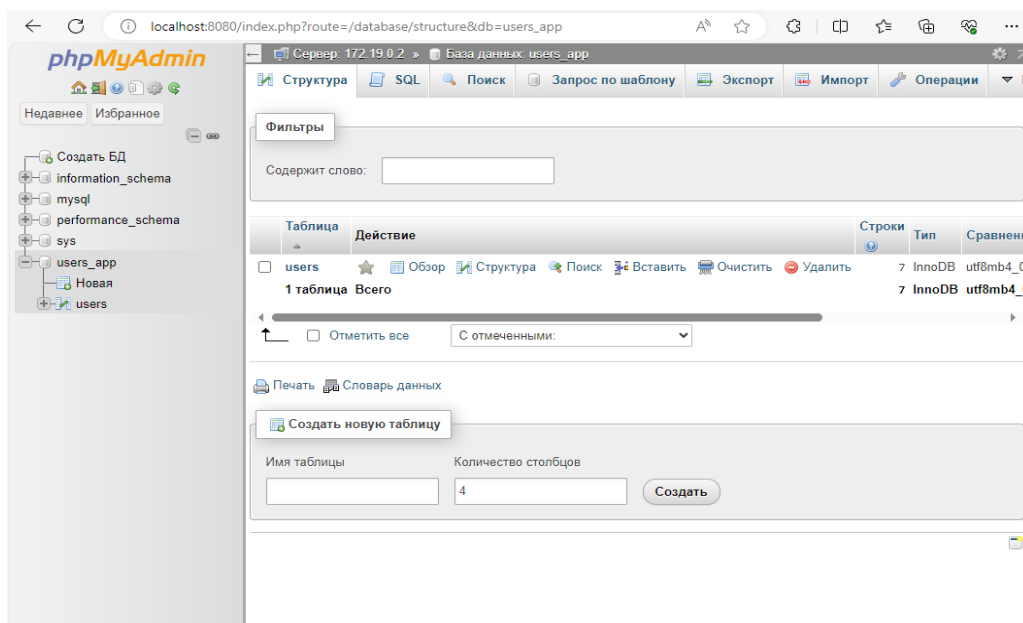 localhost:8080/index.php?route=/database/structure&db=users_app
phpMyAdmin
Недавнее Избранное
Создать БД
information_schema
mysql
performance_schema
sys
users_app
Новая
users
Сервер: 172.19.0.2 » База данных: users_app
Структура SQL Поиск Запрос по шаблону Экспорт Импорт Операции
Фильтры
Содержит слово:
Таблица Действие Строки Тип Сравнени
users Обзор Структура Поиск Вставить Очистить Удалить 7 InnoDB utf8mb4_0
1 таблица Всего 7 InnoDB utf8mb4_
Отметить все С отмеченными:
Печать Словарь данных
Создать новую таблицу
Имя таблицы Количество столбцов
4 Создать